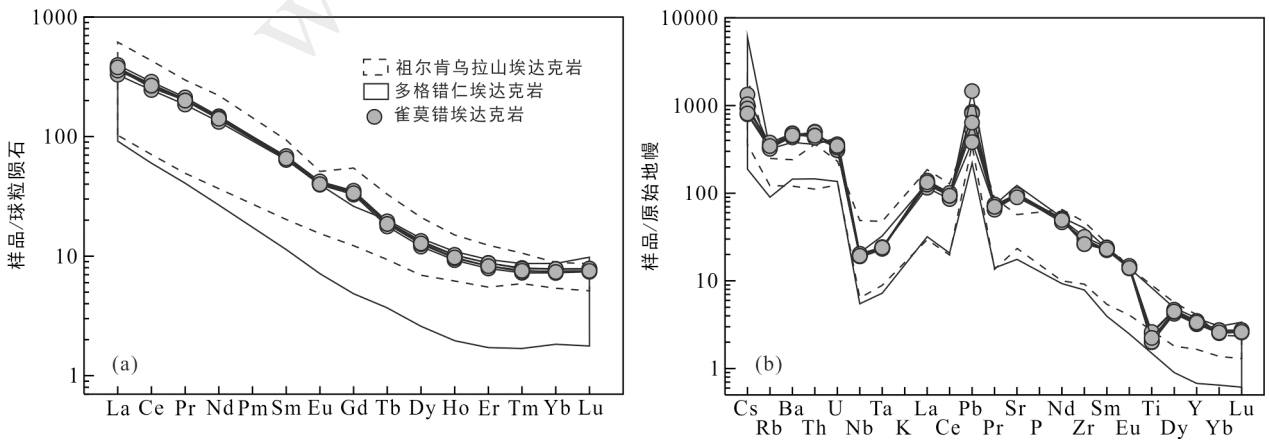 1000
100
10
1
样品/球粒陨石
祖尔肯乌拉山埃达克岩
多格错仁埃达克岩
雀莫错埃达克岩
(a)
La Ce Pr Nd Pm Sm Eu Gd Tb Dy Ho Er Tm Yb Lu
10000
1000
100
10
1
样品/原始地幔
(b)
Cs Ba U Ta La Pb Sr Nd Sm Ti Y Lu
Rb Th Nb K Ce Pr P Zr Eu Dy Yb